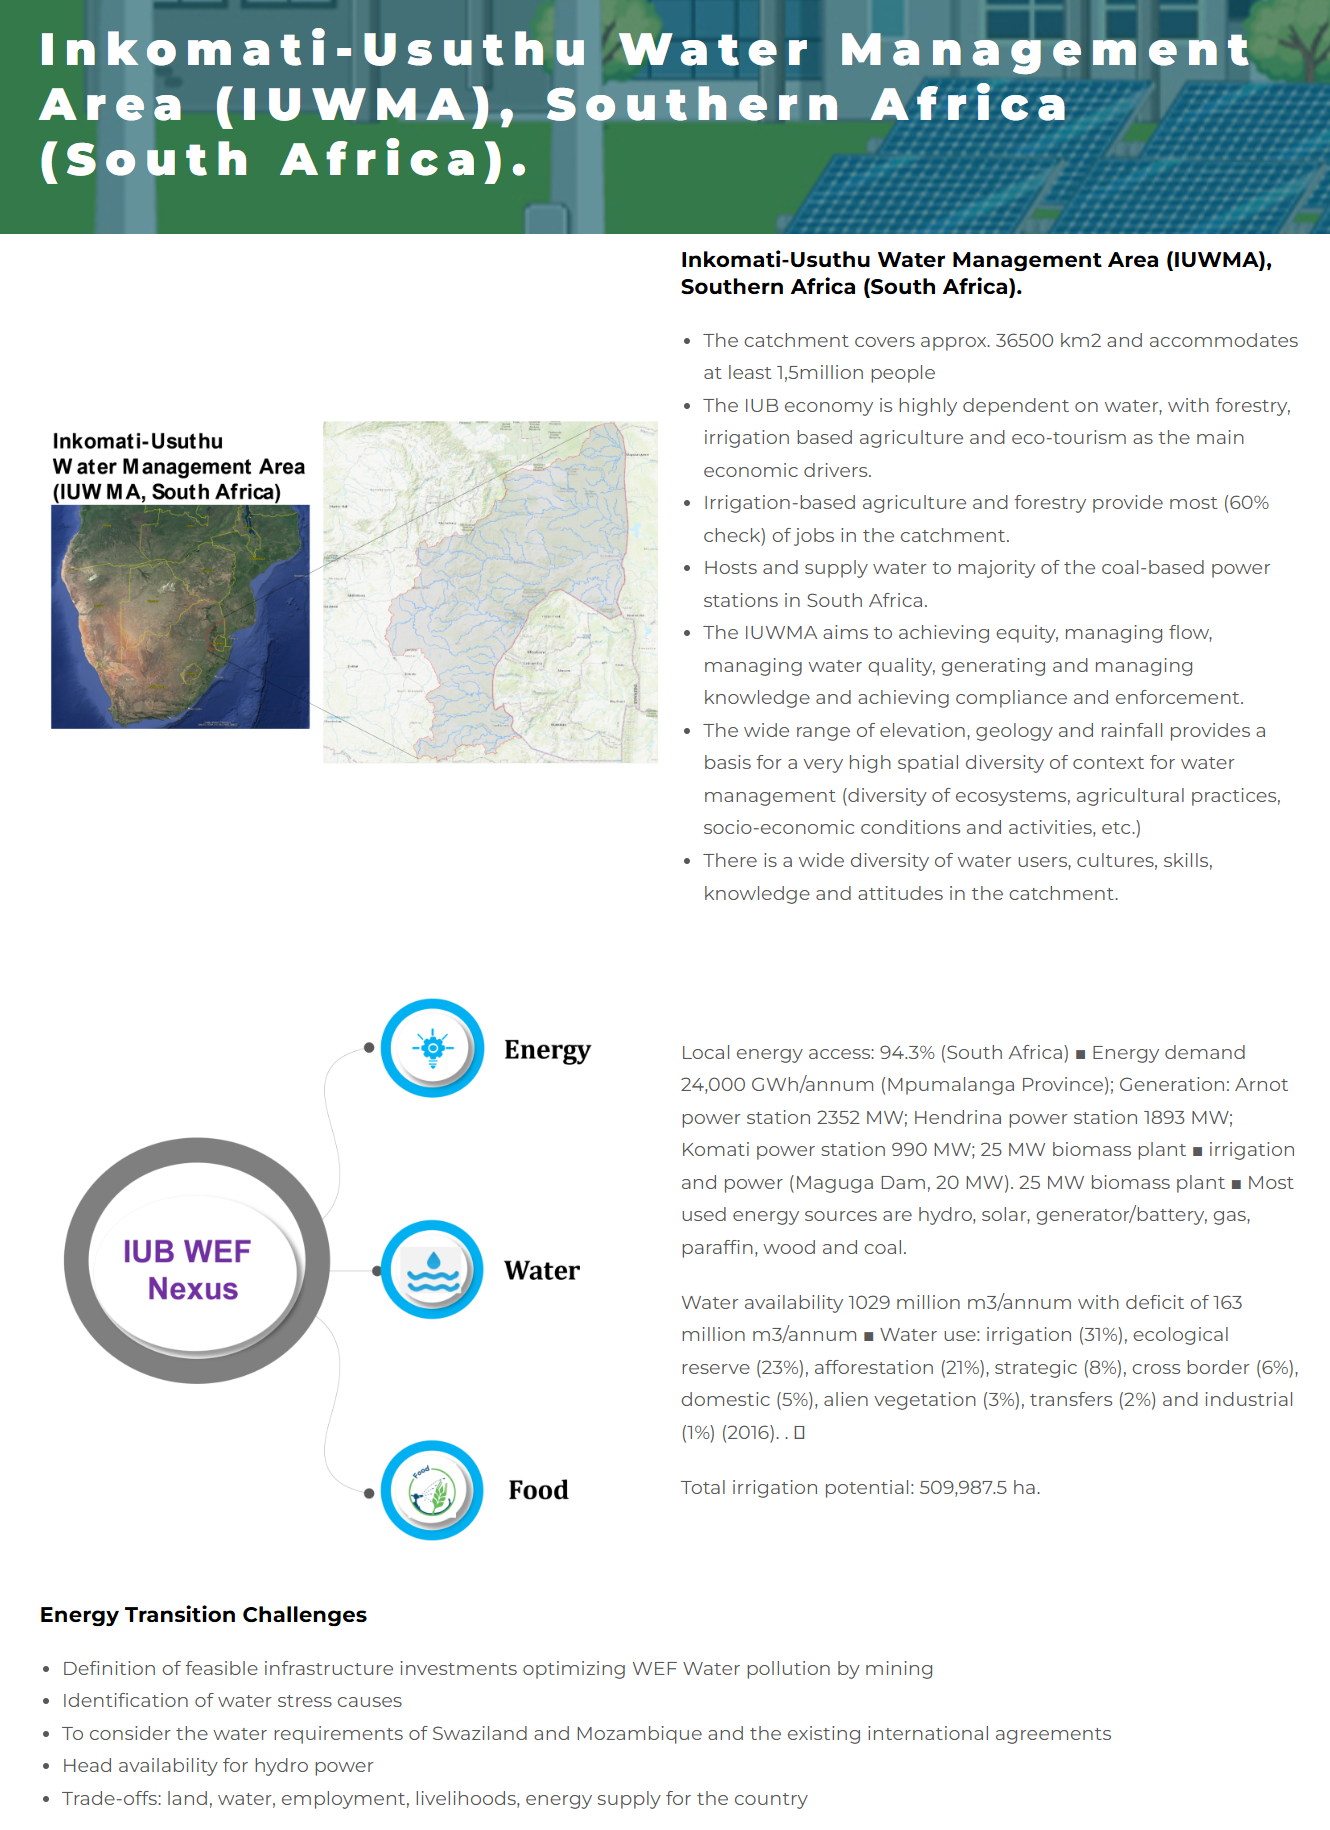 Inkomati-Usuthu Water Management
Area (IUWMA), Southern Africa
(South Africa).
Inkomati-Usuthu
Water Management Area
(IUWMA, South Africa)
Inkomati-Usuthu Water Management Area (IUWMA),
Southern Africa (South Africa).
• The catchment covers approx. 36500 km2 and accommodates
at least 1,5million people
• The IUB economy is highly dependent on water, with forestry,
irrigation based agriculture and eco-tourism as the main
economic drivers.
• Irrigation-based agriculture and forestry provide most (60%
check) of jobs in the catchment.
• Hosts and supply water to majority of the coal-based power
stations in South Africa.
• The IUWMA aims to achieving equity, managing flow,
managing water quality, generating and managing
knowledge and achieving compliance and enforcement.
• The wide range of elevation, geology and rainfall provides a
basis for a very high spatial diversity of context for water
management (diversity of ecosystems, agricultural practices,
socio-economic conditions and activities, etc.)
• There is a wide diversity of water users, cultures, skills,
knowledge and attitudes in the catchment.
IUB WEF
Nexus
Energy
Water
Food
Food
Local energy access: 94.3% (South Africa) ■ Energy demand
24,000 GWh/annum (Mpumalanga Province); Generation: Arnot
power station 2352 MW; Hendrina power station 1893 MW;
Komati power station 990 MW; 25 MW biomass plant ■ irrigation
and power (Maguga Dam, 20 MW). 25 MW biomass plant ■ Most
used energy sources are hydro, solar, generator/battery, gas,
paraffin, wood and coal.
Water availability 1029 million m3/annum with deficit of 163
million m3/annum ■ Water use: irrigation (31%), ecological
reserve (23%), afforestation (21%), strategic (8%), cross border (6%),
domestic (5%), alien vegetation (3%), transfers (2%) and industrial
(1%) (2016). . 
Total irrigation potential: 509,987.5 ha.
Energy Transition Challenges
• Definition of feasible infrastructure investments optimizing WEF Water pollution by mining
• Identification of water stress causes
• To consider the water requirements of Swaziland and Mozambique and the existing international agreements
• Head availability for hydro power
• Trade-offs: land, water, employment, livelihoods, energy supply for the country